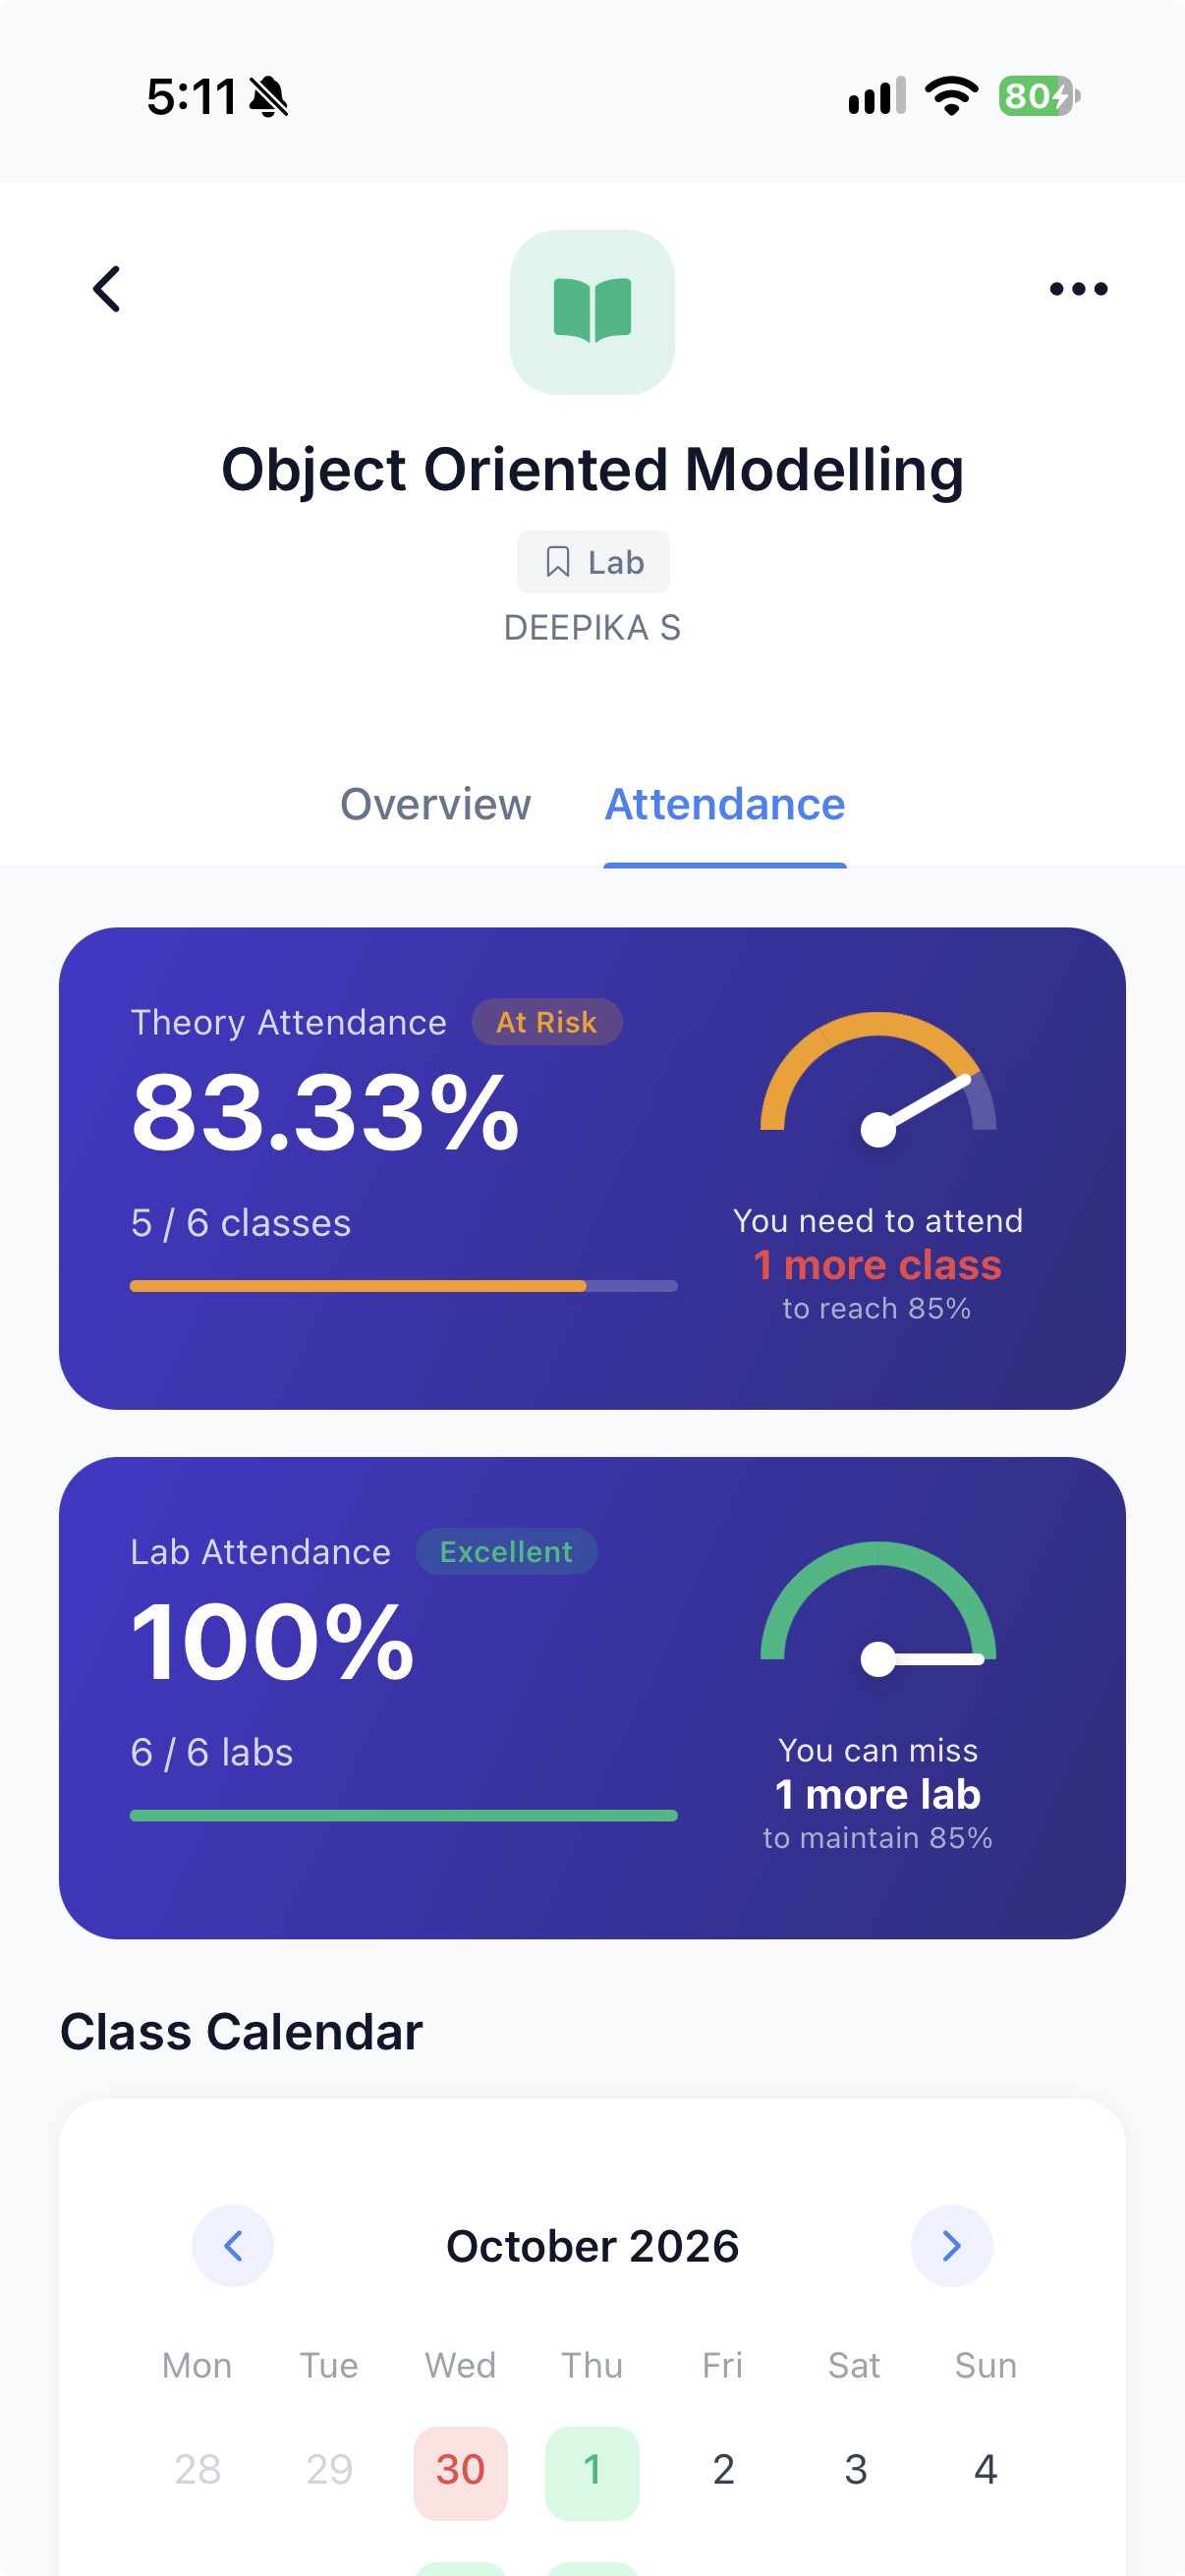 5:11
80
Object Oriented Modelling
Lab
DEEPIKA S
Overview Attendance
Theory Attendance At Risk
83.33%
5 / 6 classes
You need to attend
1 more class
to reach 85%
Lab Attendance Excellent
100%
6 / 6 labs
You can miss
1 more lab
to maintain 85%
Class Calendar
October 2026
Mon Tue Wed Thu Fri Sat Sun
28 29 30 1 2 3 4